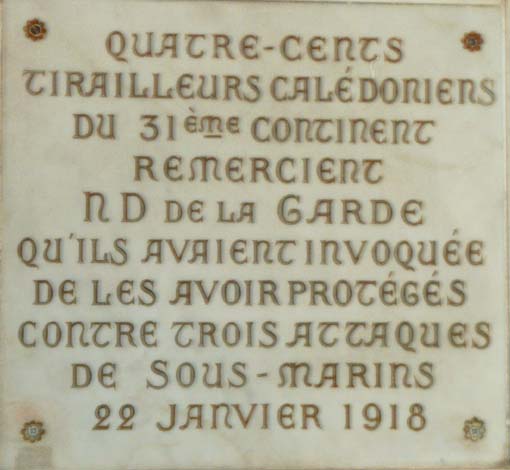 QUATRE-CENTS
TIRAILLEURS CALÉDONIENS
DU 31ème CONTINENT
REMERCIENT
N D DE LA GARDE
QU'ILS AVAIENT INVOQUÉE
DE LES AVOIR PROTÉGÉS
CONTRE TROIS ATTAQUES
DE SOUS-MARINS
22 JANVIER 1918